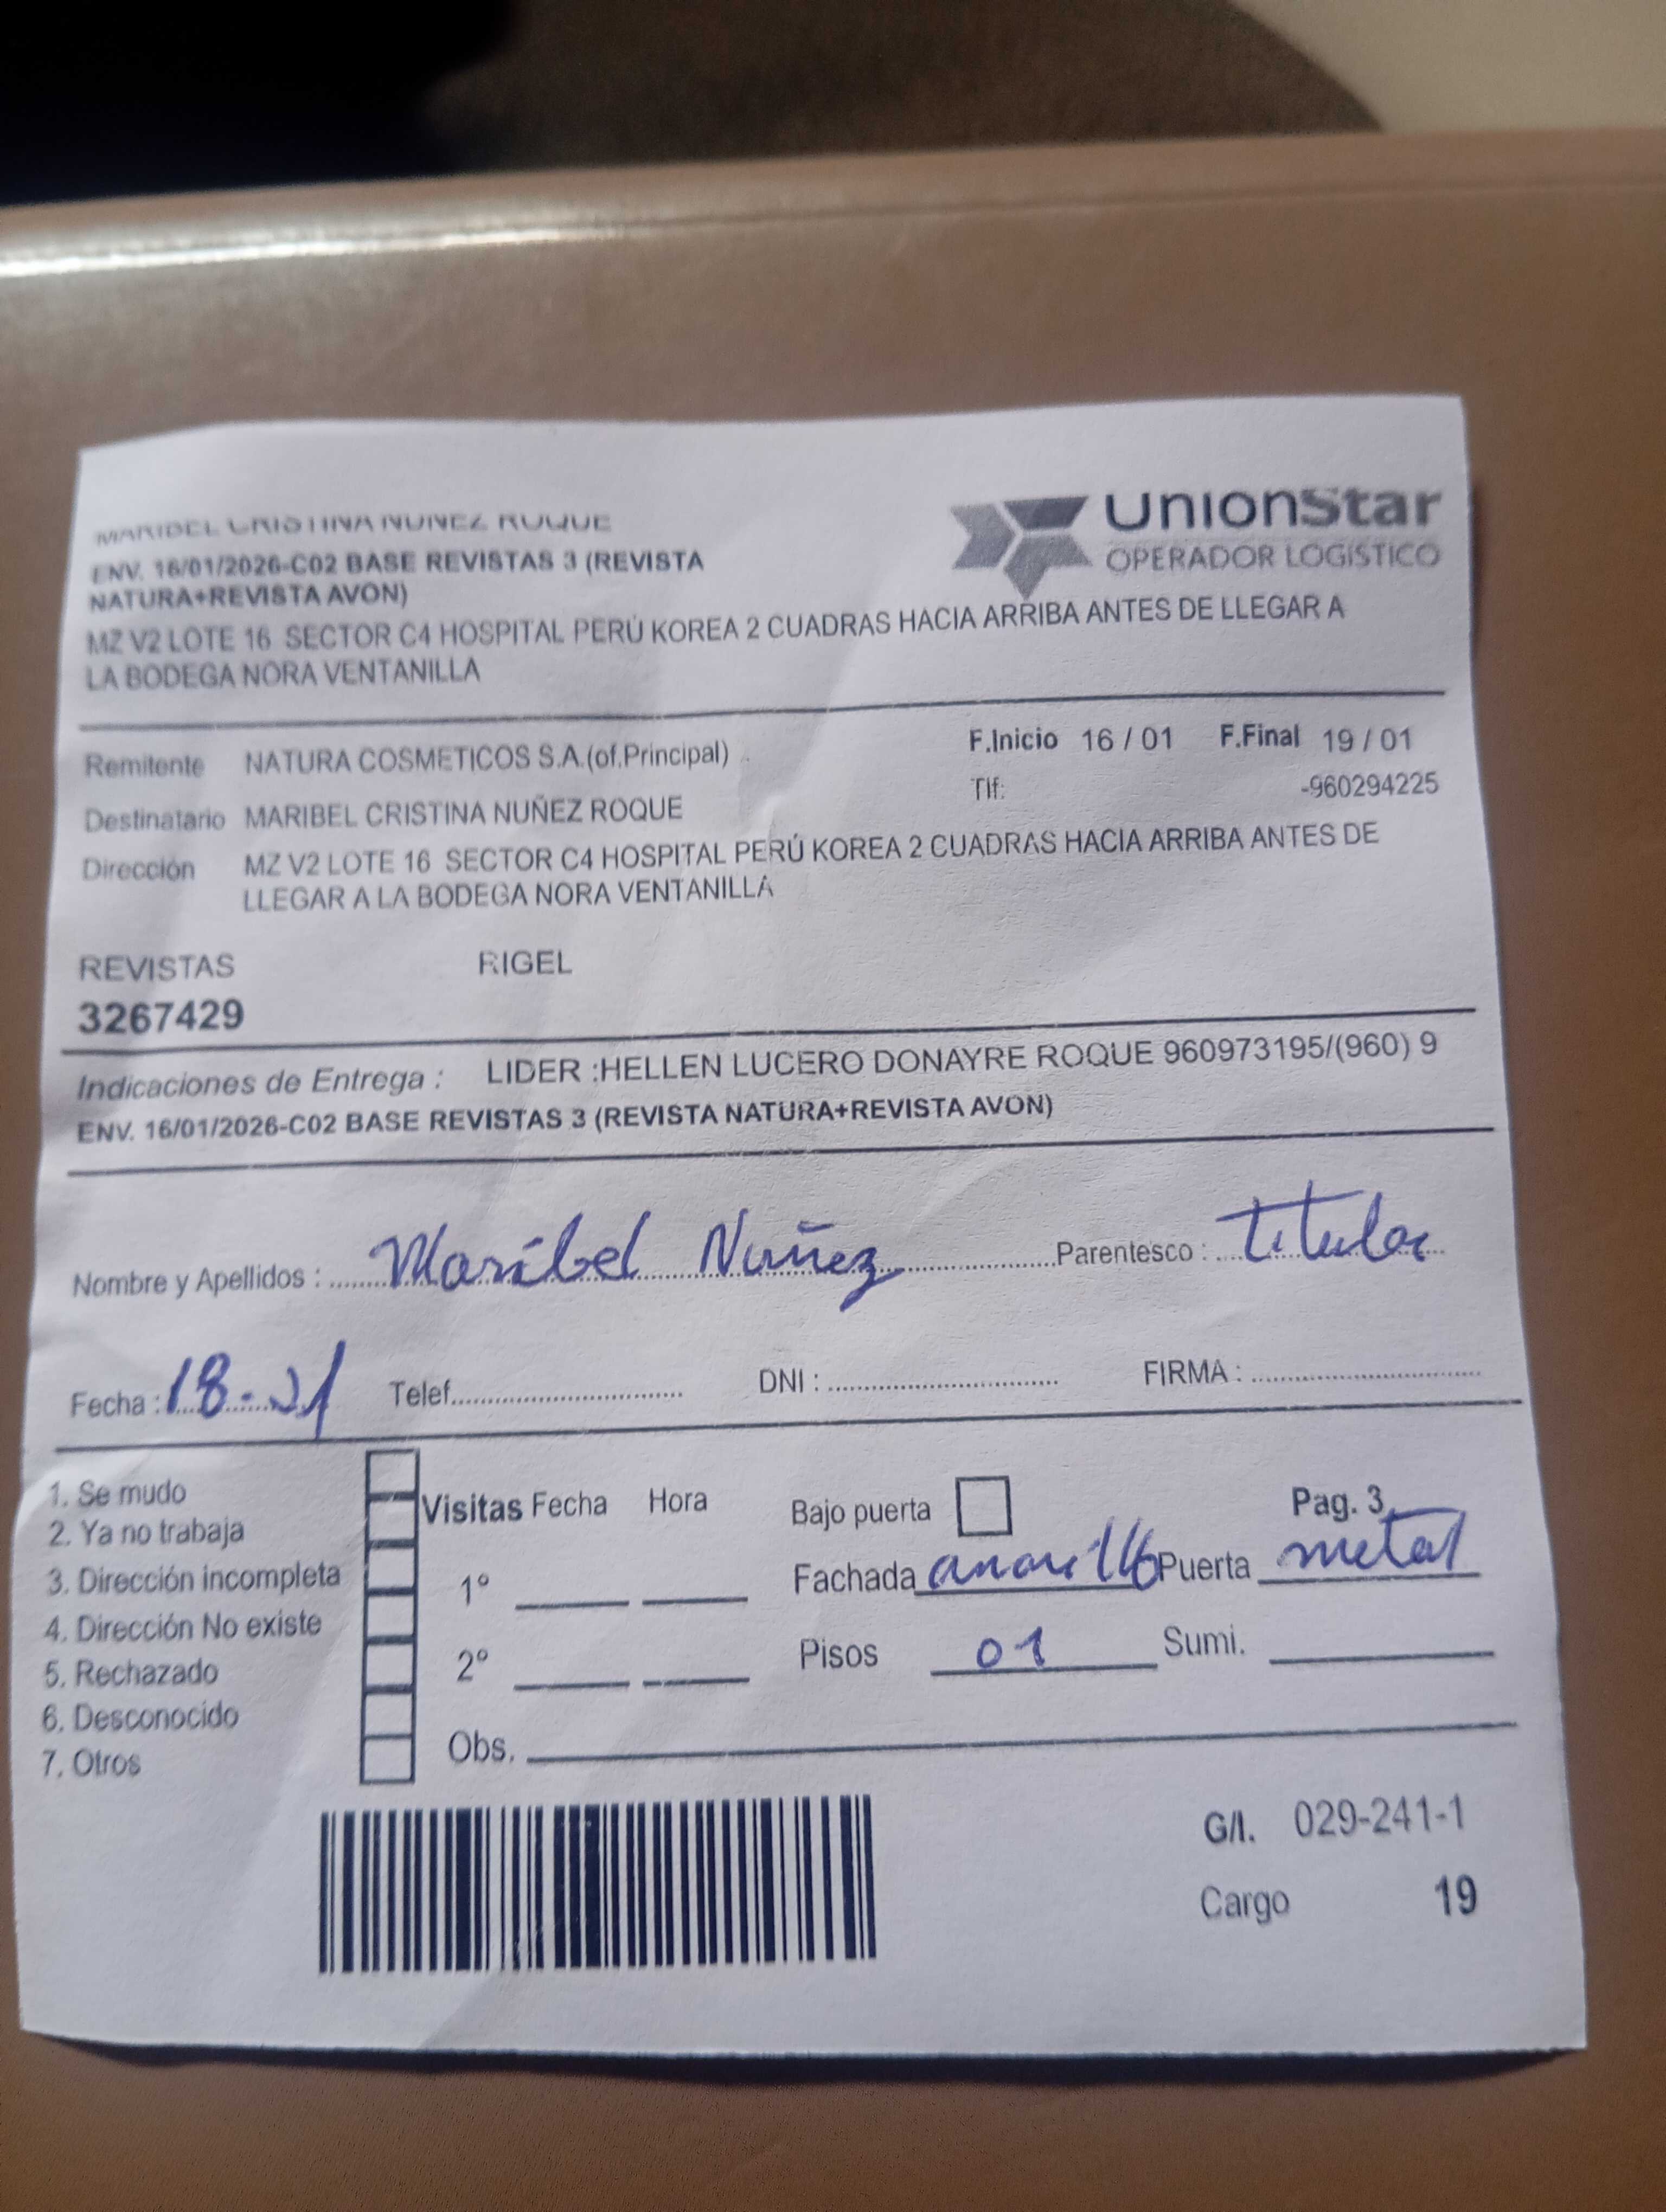 MARIBEL CRISTINA NUÑEZ ROQUE
UnionStar
OPERADOR LOGÍSTICO
ENV. 16/01/2026-C02 BASE REVISTAS 3 (REVISTA
NATURA+REVISTA AVON)
MZ V2 LOTE 16 SECTOR C4 HOSPITAL PERÚ KOREA 2 CUADRAS HACIA ARRIBA ANTES DE LLEGAR A
LA BODEGA NORA VENTANILLA
Remitente NATURA COSMETICOS S.A.(of.Principal) F.Inicio 16 / 01 F.Final 19 / 01
Destinatario MARIBEL CRISTINA NUÑEZ ROQUE Tlf: -960294225
Dirección MZ V2 LOTE 16 SECTOR C4 HOSPITAL PERÚ KOREA 2 CUADRAS HACIA ARRIBA ANTES DE
LLEGAR A LA BODEGA NORA VENTANILLA
REVISTAS RIGEL
3267429
Indicaciones de Entrega : LIDER :HELLEN LUCERO DONAYRE ROQUE 960973195/(960) 9
ENV. 16/01/2026-C02 BASE REVISTAS 3 (REVISTA NATURA+REVISTA AVON)
Nombre y Apellidos : Maribel Nuñez Parentesco : titular
Fecha : 18-01 Telef. DNI : FIRMA :
1. Se mudo
2. Ya no trabaja
3. Dirección incompleta
4. Dirección No existe
5. Rechazado
6. Desconocido
7. Otros
Visitas Fecha Hora
1º
2º
Obs.
Bajo puerta Pag. 3
Fachada amarillo Puerta metal
Pisos 01 Sumi.
G/I. 029-241-1
Cargo 19